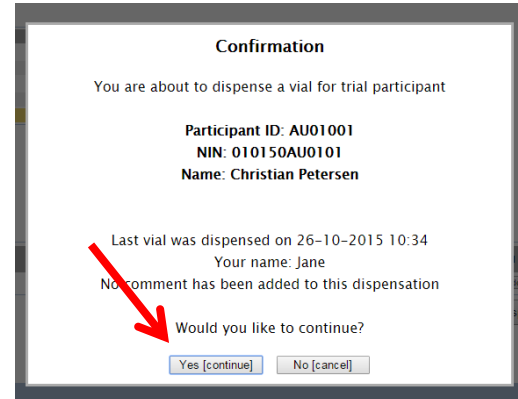 Confirmation
You are about to dispense a vial for trial participant
Participant ID: AU01001
NIN: 010150AU0101
Name: Christian Petersen
Last vial was dispensed on 26-10-2015 10:34
Your name: Jane
No comment has been added to this dispensation
Would you like to continue?
Yes [continue] No [cancel]